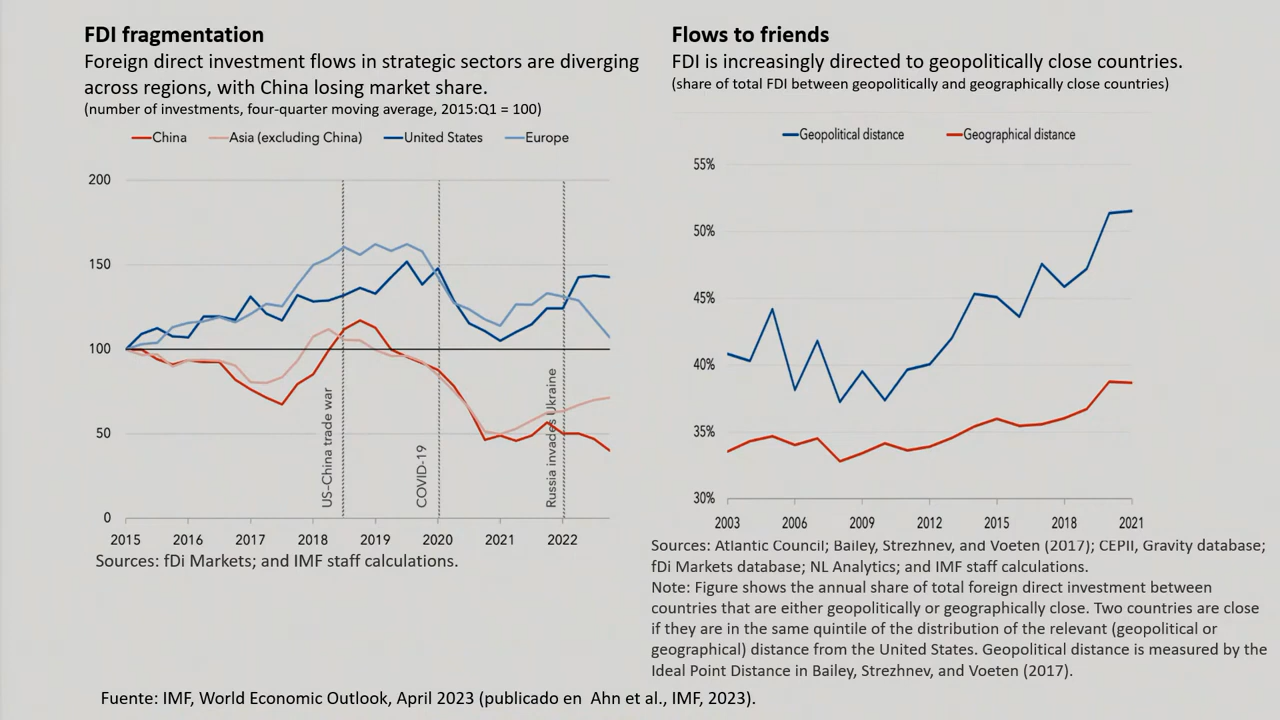 FDI fragmentation
Foreign direct investment flows in strategic sectors are diverging
across regions, with China losing market share.
(number of investments, four-quarter moving average, 2015:Q1 = 100)
China Asia (excluding China) United States Europe
200
150
100
50
0
US–China trade war
COVID-19
Russia invades Ukraine
2015 2016 2017 2018 2019 2020 2021 2022
Sources: fDi Markets; and IMF staff calculations.
Flows to friends
FDI is increasingly directed to geopolitically close countries.
(share of total FDI between geopolitically and geographically close countries)
Geopolitical distance Geographical distance
55%
50%
45%
40%
35%
30%
2003 2006 2009 2012 2015 2018 2021
Sources: Atlantic Council; Bailey, Strezhnev, and Voeten (2017); CEPII, Gravity database;
fDi Markets database; NL Analytics; and IMF staff calculations.
Note: Figure shows the annual share of total foreign direct investment between
countries that are either geopolitically or geographically close. Two countries are close
if they are in the same quintile of the distribution of the relevant (geopolitical or
geographical) distance from the United States. Geopolitical distance is measured by the
Ideal Point Distance in Bailey, Strezhnev, and Voeten (2017).
Fuente: IMF, World Economic Outlook, April 2023 (publicado en Ahn et al., IMF, 2023).